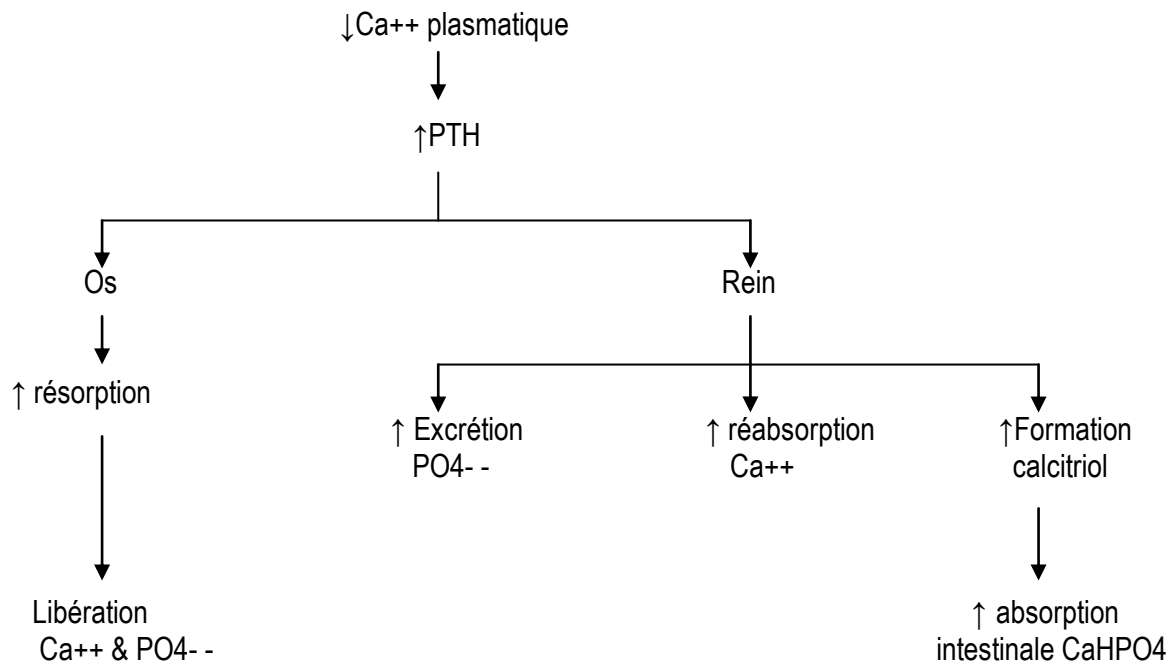 ↓Ca++ plasmatique
↑PTH
Os
Rein
↑ résorption
↑ Excrétion
PO4- -
↑ réabsorption
Ca++
↑Formation
calcitriol
Libération
Ca++ & PO4- -
↑ absorption
intestinale CaHPO4